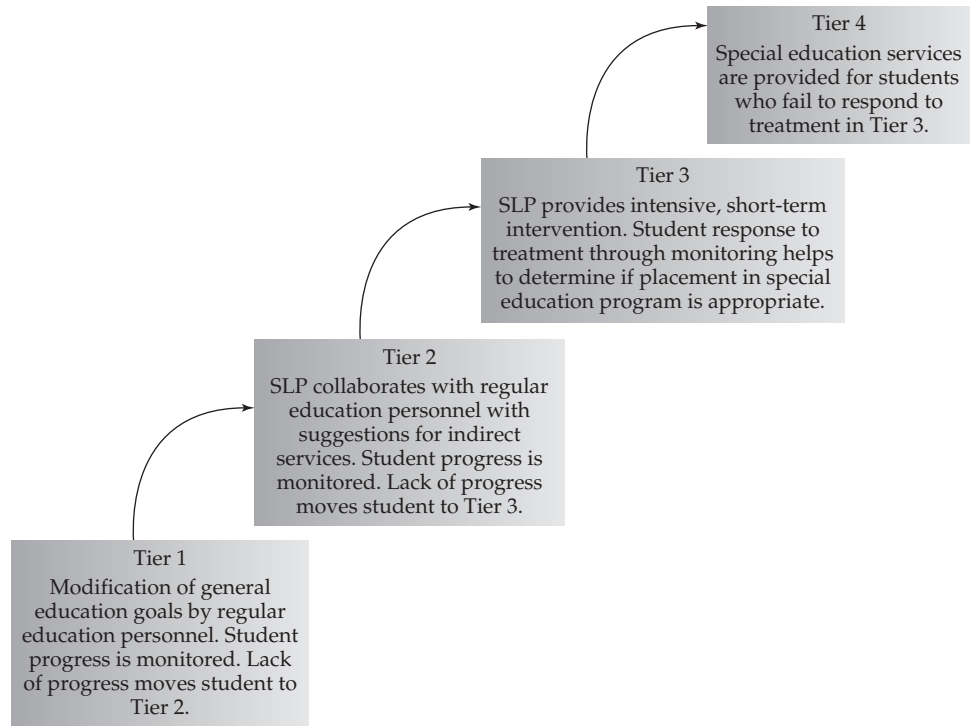 Tier 4
Special education services
are provided for students
who fail to respond to
treatment in Tier 3.
Tier 3
SLP provides intensive, short-term
intervention. Student response to
treatment through monitoring helps
to determine if placement in special
education program is appropriate.
Tier 2
SLP collaborates with regular
education personnel with
suggestions for indirect
services. Student progress is
monitored. Lack of progress
moves student to Tier 3.
Tier 1
Modification of general
education goals by regular
education personnel. Student
progress is monitored. Lack
of progress moves student to
Tier 2.